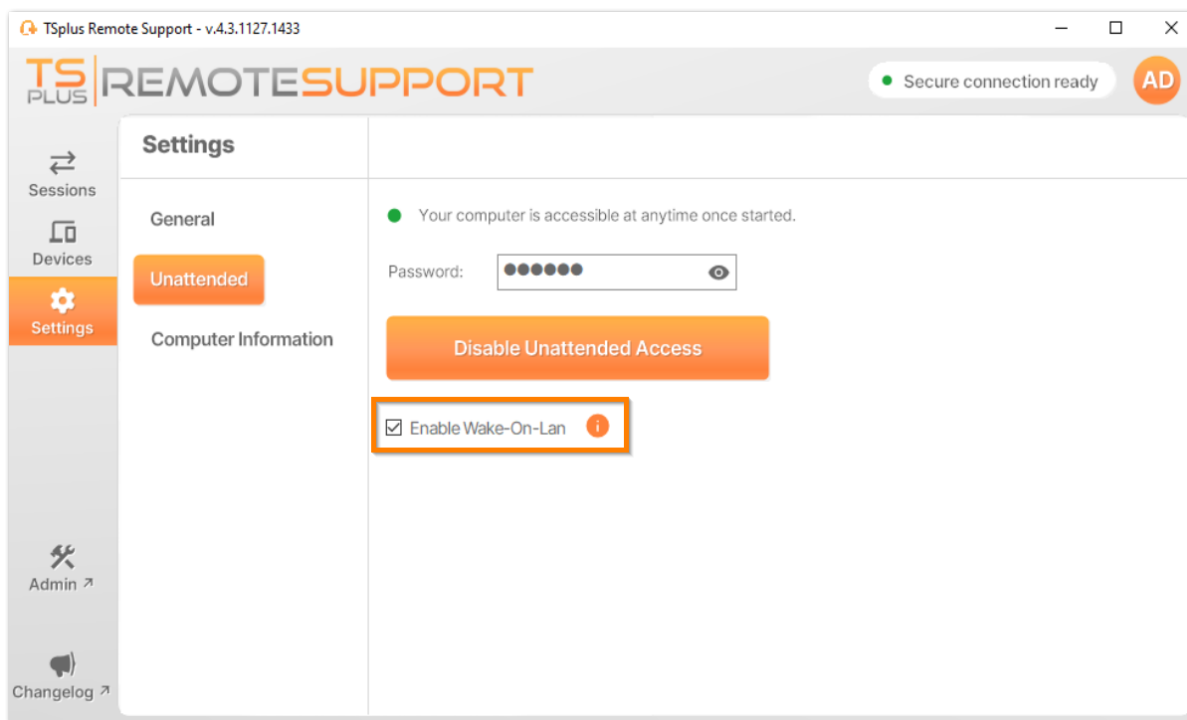 TSplus Remote Support - v.4.3.1127.1433
TS PLUS REMOTESUPPORT
Secure connection ready
AD
Sessions
Devices
Settings
Admin
Changelog
Settings
General
Unattended
Computer Information
Your computer is accessible at anytime once started.
Password: ●●●●●●
Disable Unattended Access
Enable Wake-On-Lan i